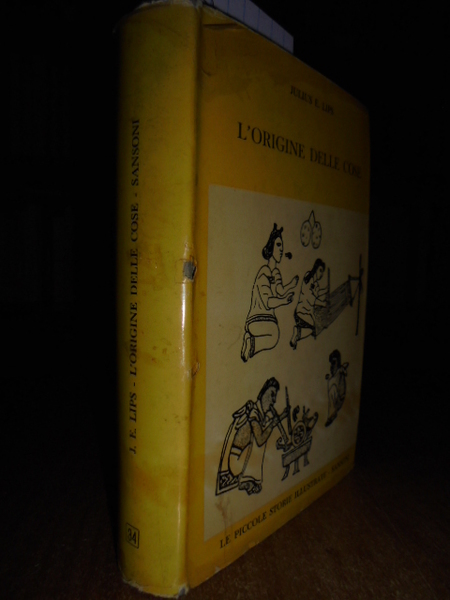 JULIUS E. LIPS
L'ORIGINE DELLE COSE
LE PICCOLE STORIE ILLUSTRATE
J. E. LIPS - L'ORIGINE DELLE COSE - SANSONI
34